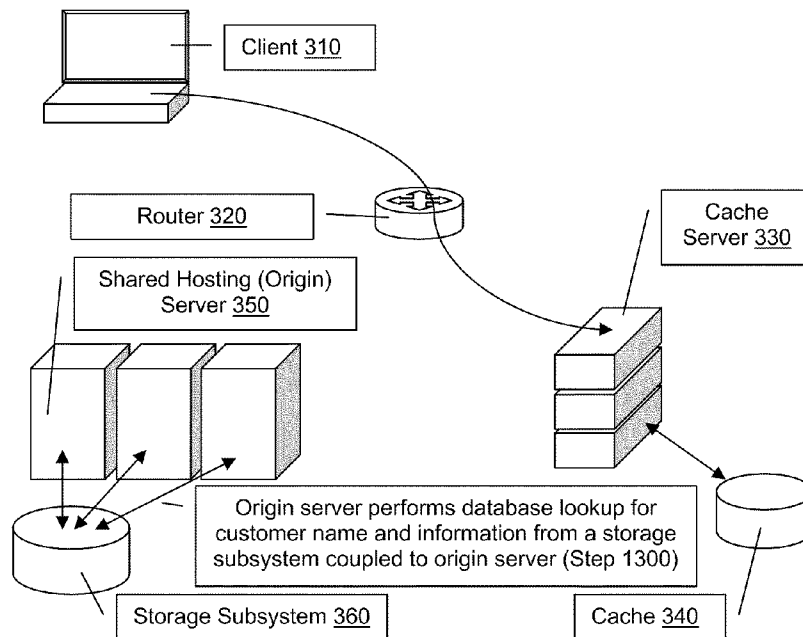 Client 310
Router 320
Cache
Server 330
Shared Hosting (Origin)
Server 350
Origin server performs database lookup for
customer name and information from a storage
subsystem coupled to origin server (Step 1300)
Storage Subsystem 360
Cache 340